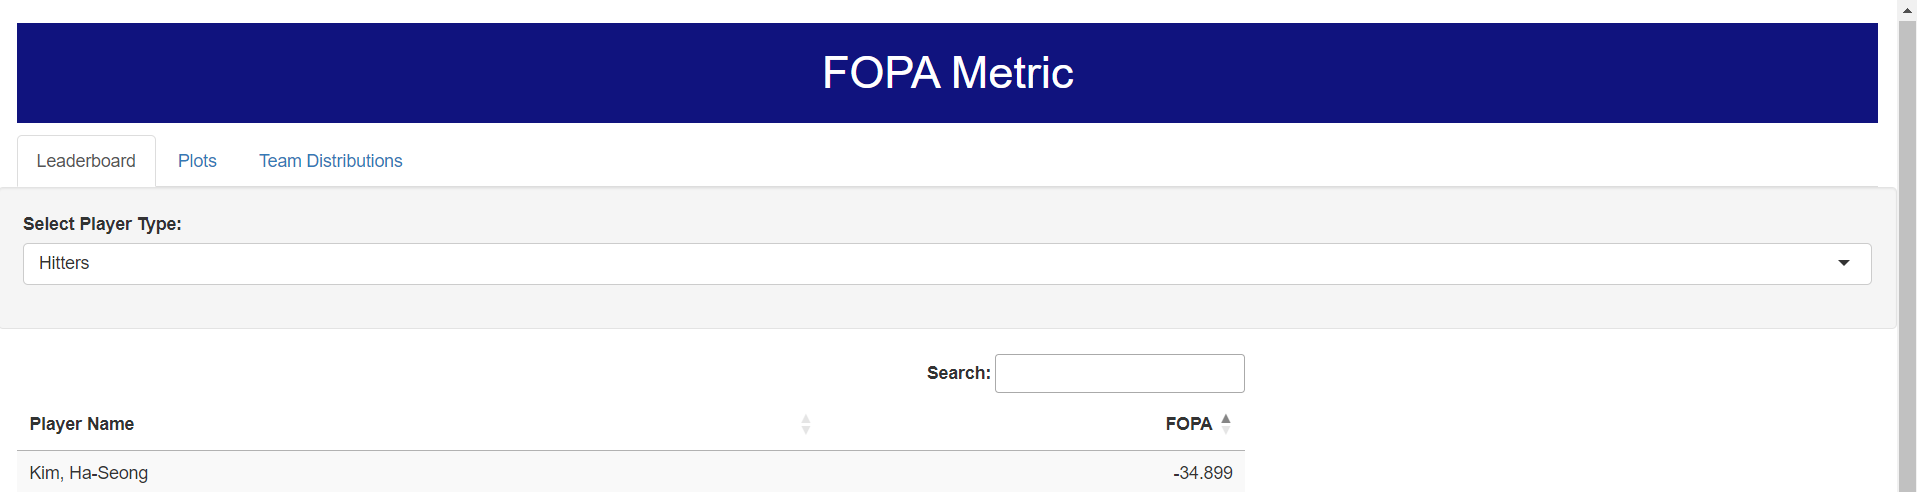 FOPA Metric
Leaderboard Plots Team Distributions
Select Player Type:
Hitters
Search:
Player Name FOPA
Kim, Ha-Seong -34.899